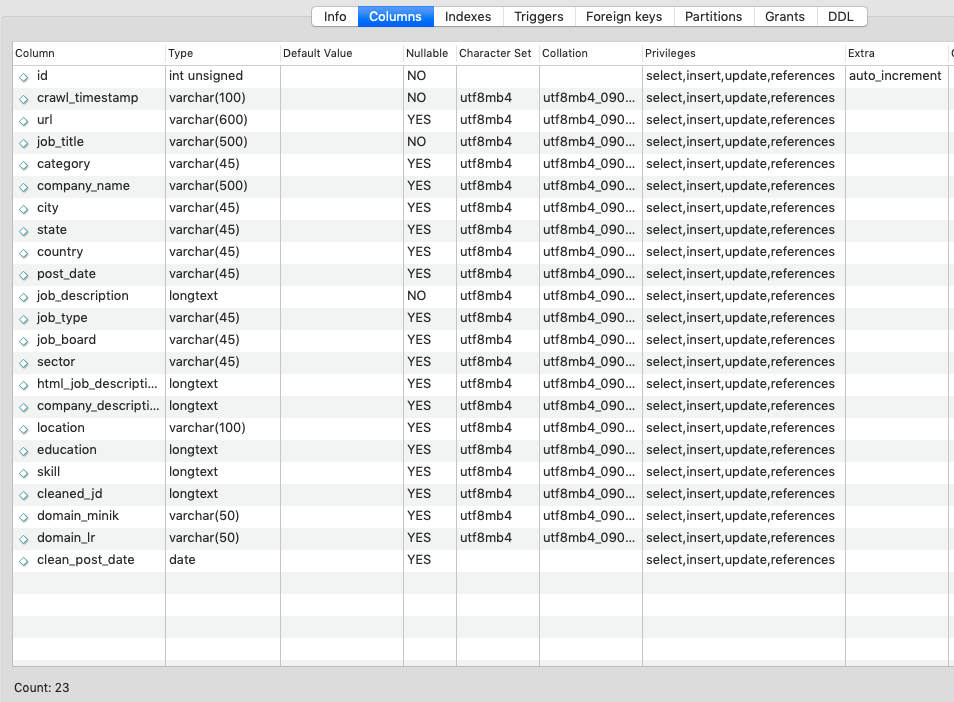 Info Columns Indexes Triggers Foreign keys Partitions Grants DDL
Column Type Default Value Nullable Character Set Collation Privileges Extra
id int unsigned NO select,insert,update,references auto_increment
crawl_timestamp varchar(100) NO utf8mb4 utf8mb4_090... select,insert,update,references
url varchar(600) YES utf8mb4 utf8mb4_090... select,insert,update,references
job_title varchar(500) NO utf8mb4 utf8mb4_090... select,insert,update,references
category varchar(45) YES utf8mb4 utf8mb4_090... select,insert,update,references
company_name varchar(500) YES utf8mb4 utf8mb4_090... select,insert,update,references
city varchar(45) YES utf8mb4 utf8mb4_090... select,insert,update,references
state varchar(45) YES utf8mb4 utf8mb4_090... select,insert,update,references
country varchar(45) YES utf8mb4 utf8mb4_090... select,insert,update,references
post_date varchar(45) YES utf8mb4 utf8mb4_090... select,insert,update,references
job_description longtext NO utf8mb4 utf8mb4_090... select,insert,update,references
job_type varchar(45) YES utf8mb4 utf8mb4_090... select,insert,update,references
job_board varchar(45) YES utf8mb4 utf8mb4_090... select,insert,update,references
sector varchar(45) YES utf8mb4 utf8mb4_090... select,insert,update,references
html_job_descripti... longtext YES utf8mb4 utf8mb4_090... select,insert,update,references
company_descripti... longtext YES utf8mb4 utf8mb4_090... select,insert,update,references
location varchar(100) YES utf8mb4 utf8mb4_090... select,insert,update,references
education longtext YES utf8mb4 utf8mb4_090... select,insert,update,references
skill longtext YES utf8mb4 utf8mb4_090... select,insert,update,references
cleaned_jd longtext YES utf8mb4 utf8mb4_090... select,insert,update,references
domain_minik varchar(50) YES utf8mb4 utf8mb4_090... select,insert,update,references
domain_lr varchar(50) YES utf8mb4 utf8mb4_090... select,insert,update,references
clean_post_date date YES select,insert,update,references
Count: 23